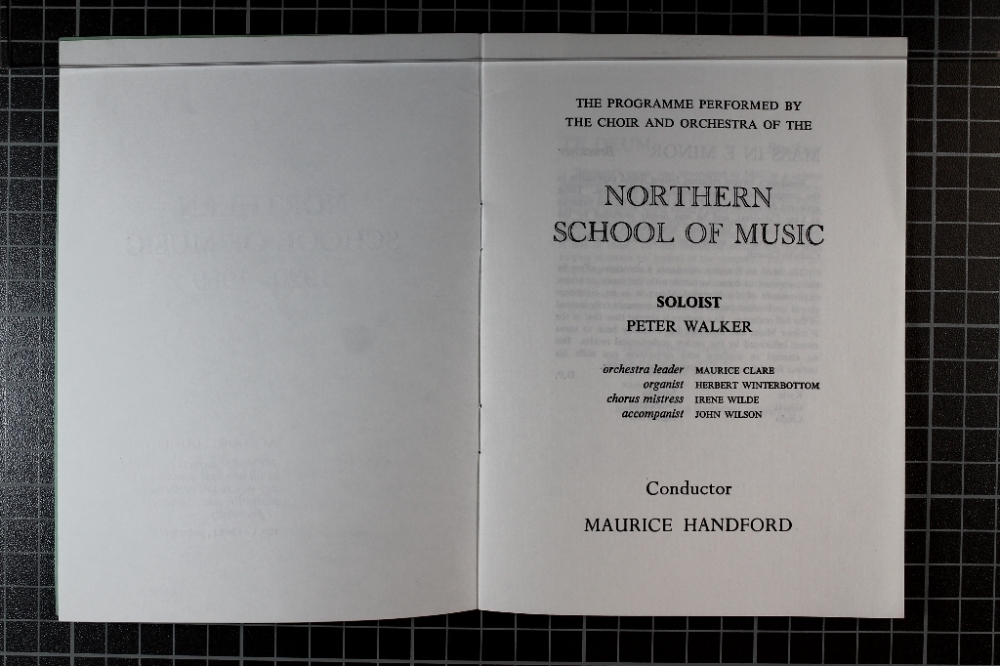 THE PROGRAMME PERFORMED BY
THE CHOIR AND ORCHESTRA OF THE
NORTHERN
SCHOOL OF MUSIC
SOLOIST
PETER WALKER
orchestra leader MAURICE CLARE
organist HERBERT WINTERBOTTOM
chorus mistress IRENE WILDE
accompanist JOHN WILSON
Conductor
MAURICE HANDFORD